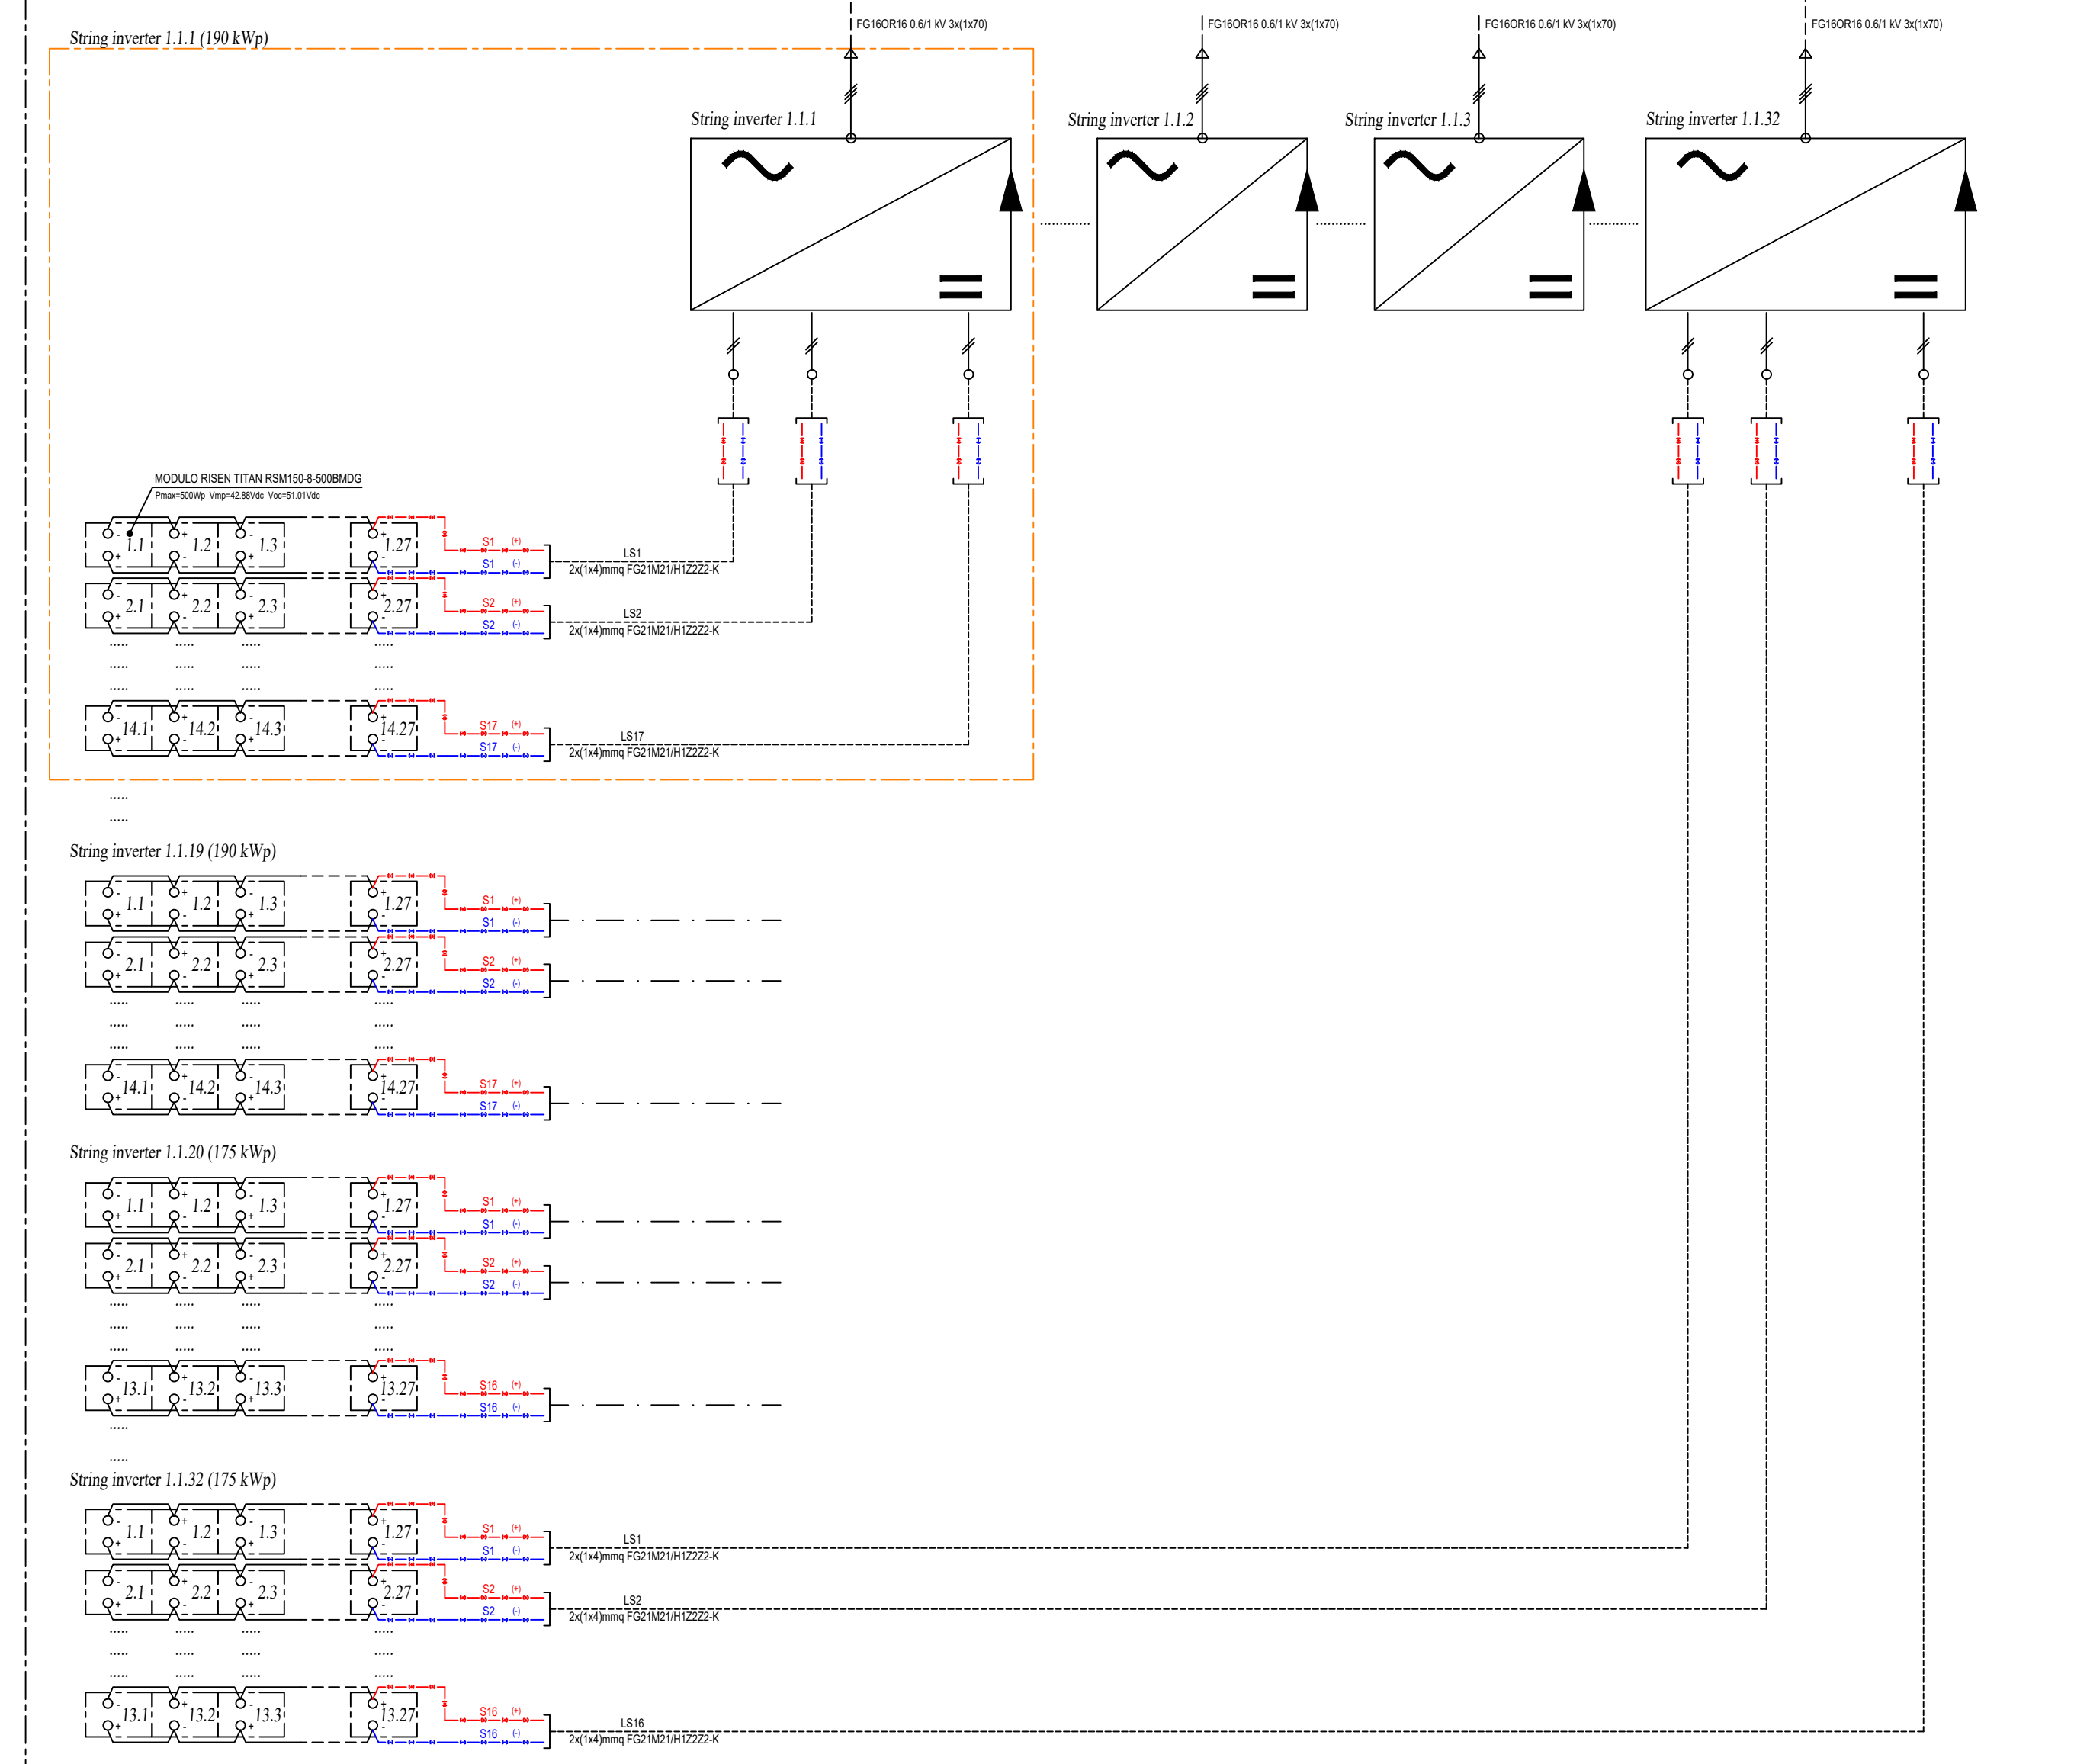 FG16OR16 0.6/1 kV 3x(1x70)
FG16OR16 0.6/1 kV 3x(1x70)
FG16OR16 0.6/1 kV 3x(1x70)
FG16OR16 0.6/1 kV 3x(1x70)
String inverter 1.1.1 (190 kWp)
String inverter 1.1.1
String inverter 1.1.2
String inverter 1.1.3
String inverter 1.1.32
............
............
............
MODULO RISEN TITAN RSM150-8-500BMDG
Pmax=500Wp Vmp=42.88Vdc Voc=51.01Vdc
- 1.1 +
+ 1.2 -
- 1.3 +
+ 1.27 -
S1 (+)
S1 (-)
LS1
2x(1x4)mmq FG21M21/H1Z2Z2-K
- 2.1 +
+ 2.2 -
- 2.3 +
+ 2.27 -
S2 (+)
S2 (-)
LS2
2x(1x4)mmq FG21M21/H1Z2Z2-K
..... ..... ..... .....
..... ..... ..... .....
..... ..... ..... .....
- 14.1 +
+ 14.2 -
- 14.3 +
+ 14.27 -
S17 (+)
S17 (-)
LS17
2x(1x4)mmq FG21M21/H1Z2Z2-K
.....
.....
String inverter 1.1.19 (190 kWp)
- 1.1 +
+ 1.2 -
- 1.3 +
+ 1.27 -
S1 (+)
S1 (-)
- 2.1 +
+ 2.2 -
- 2.3 +
+ 2.27 -
S2 (+)
S2 (-)
..... ..... ..... .....
..... ..... ..... .....
..... ..... ..... .....
- 14.1 +
+ 14.2 -
- 14.3 +
+ 14.27 -
S17 (+)
S17 (-)
String inverter 1.1.20 (175 kWp)
- 1.1 +
+ 1.2 -
- 1.3 +
+ 1.27 -
S1 (+)
S1 (-)
- 2.1 +
+ 2.2 -
- 2.3 +
+ 2.27 -
S2 (+)
S2 (-)
..... ..... ..... .....
..... ..... ..... .....
..... ..... ..... .....
- 13.1 +
+ 13.2 -
- 13.3 +
+ 13.27 -
S16 (+)
S16 (-)
.....
.....
String inverter 1.1.32 (175 kWp)
- 1.1 +
+ 1.2 -
- 1.3 +
+ 1.27 -
S1 (+)
S1 (-)
LS1
2x(1x4)mmq FG21M21/H1Z2Z2-K
- 2.1 +
+ 2.2 -
- 2.3 +
+ 2.27 -
S2 (+)
S2 (-)
LS2
2x(1x4)mmq FG21M21/H1Z2Z2-K
..... ..... ..... .....
..... ..... ..... .....
..... ..... ..... .....
- 13.1 +
+ 13.2 -
- 13.3 +
+ 13.27 -
S16 (+)
S16 (-)
LS16
2x(1x4)mmq FG21M21/H1Z2Z2-K